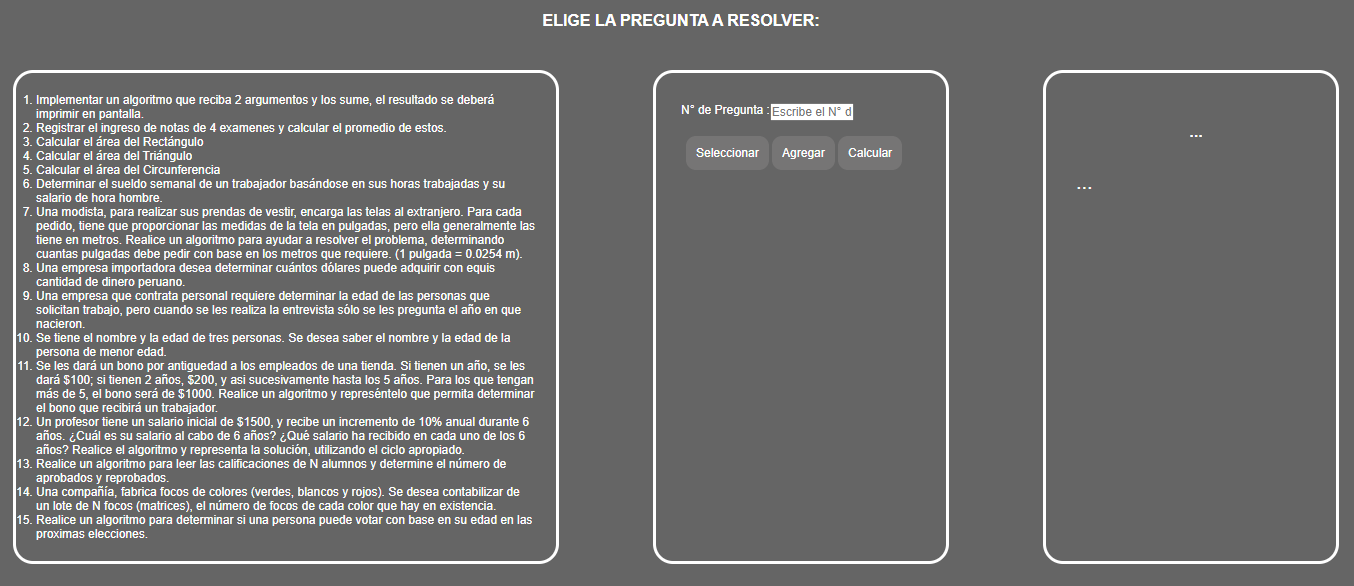 ELIGE LA PREGUNTA A RESOLVER:
1. Implementar un algoritmo que reciba 2 argumentos y los sume, el resultado se deberá
imprimir en pantalla.
2. Registrar el ingreso de notas de 4 examenes y calcular el promedio de estos.
3. Calcular el área del Rectángulo
4. Calcular el área del Triángulo
5. Calcular el área del Circunferencia
6. Determinar el sueldo semanal de un trabajador basándose en sus horas trabajadas y su
salario de hora hombre.
7. Una modista, para realizar sus prendas de vestir, encarga las telas al extranjero. Para cada
pedido, tiene que proporcionar las medidas de la tela en pulgadas, pero ella generalmente las
tiene en metros. Realice un algoritmo para ayudar a resolver el problema, determinando
cuantas pulgadas debe pedir con base en los metros que requiere. (1 pulgada = 0.0254 m).
8. Una empresa importadora desea determinar cuántos dólares puede adquirir con equis
cantidad de dinero peruano.
9. Una empresa que contrata personal requiere determinar la edad de las personas que
solicitan trabajo, pero cuando se les realiza la entrevista sólo se les pregunta el año en que
nacieron.
10. Se tiene el nombre y la edad de tres personas. Se desea saber el nombre y la edad de la
persona de menor edad.
11. Se les dará un bono por antiguedad a los empleados de una tienda. Si tienen un año, se les
dará $100; si tienen 2 años, $200, y asi sucesivamente hasta los 5 años. Para los que tengan
más de 5, el bono será de $1000. Realice un algoritmo y represéntelo que permita determinar
el bono que recibirá un trabajador.
12. Un profesor tiene un salario inicial de $1500, y recibe un incremento de 10% anual durante 6
años. ¿Cuál es su salario al cabo de 6 años? ¿Qué salario ha recibido en cada uno de los 6
años? Realice el algoritmo y representa la solución, utilizando el ciclo apropiado.
13. Realice un algoritmo para leer las calificaciones de N alumnos y determine el número de
aprobados y reprobados.
14. Una compañía, fabrica focos de colores (verdes, blancos y rojos). Se desea contabilizar de
un lote de N focos (matrices), el número de focos de cada color que hay en existencia.
15. Realice un algoritmo para determinar si una persona puede votar con base en su edad en las
proximas elecciones.
N° de Pregunta : Escribe el N° d
Seleccionar Agregar Calcular
...
...